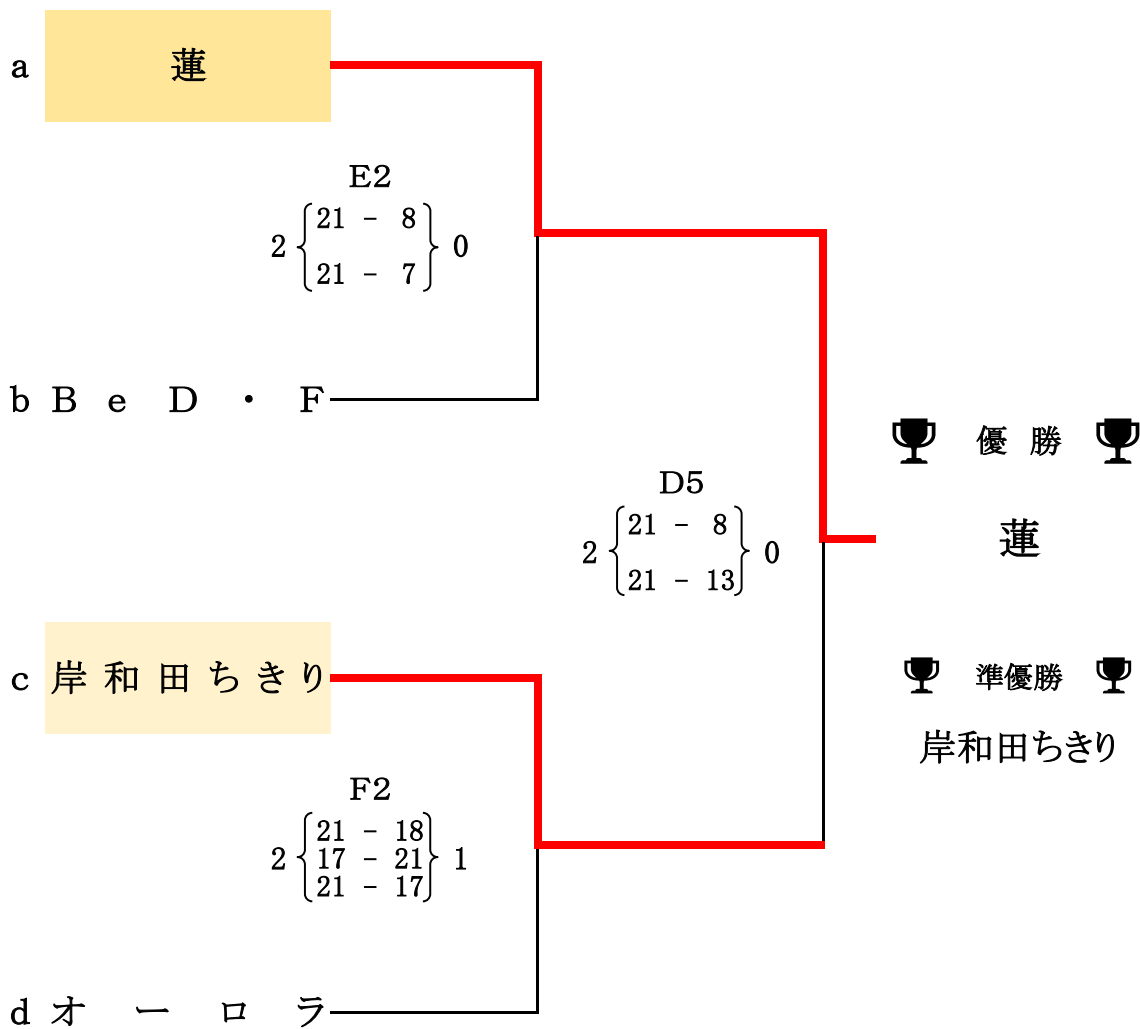 a 蓮
E2
2 { 21 - 8 } 0
21 - 7
b BeD・F
優勝
D5
2 { 21 - 8 } 0
21 - 13
蓮
c 岸和田ちきり
準優勝
岸和田ちきり
F2
21 - 18
2 { 17 - 21 } 1
21 - 17
d オーロラ